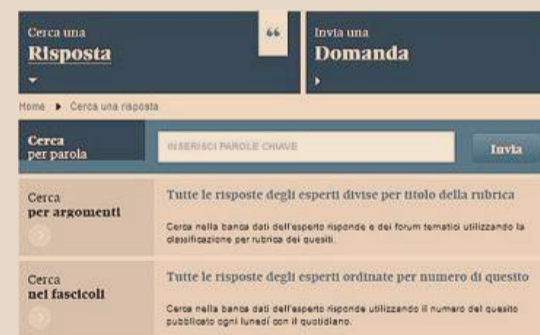 Cerca una
Risposta
“
Invia una
Domanda
Home ▶ Cerca una risposta
Cerca
per parola
INSERISCI PAROLE CHIAVE
Invia
Cerca
per argomenti
Tutte le risposte degli esperti divise per titolo della rubrica
Cerca nella banca dati dell'esperto risponde e dei forum tematici utilizzando la
classificazione per rubrica dei quesiti.
Cerca
nei fascicoli
Tutte le risposte degli esperti ordinate per numero di quesito
Cerca nella banca dati dell'esperto risponde utilizzando il numero del quesito
pubblicato ogni lunedì con il quotidiano.